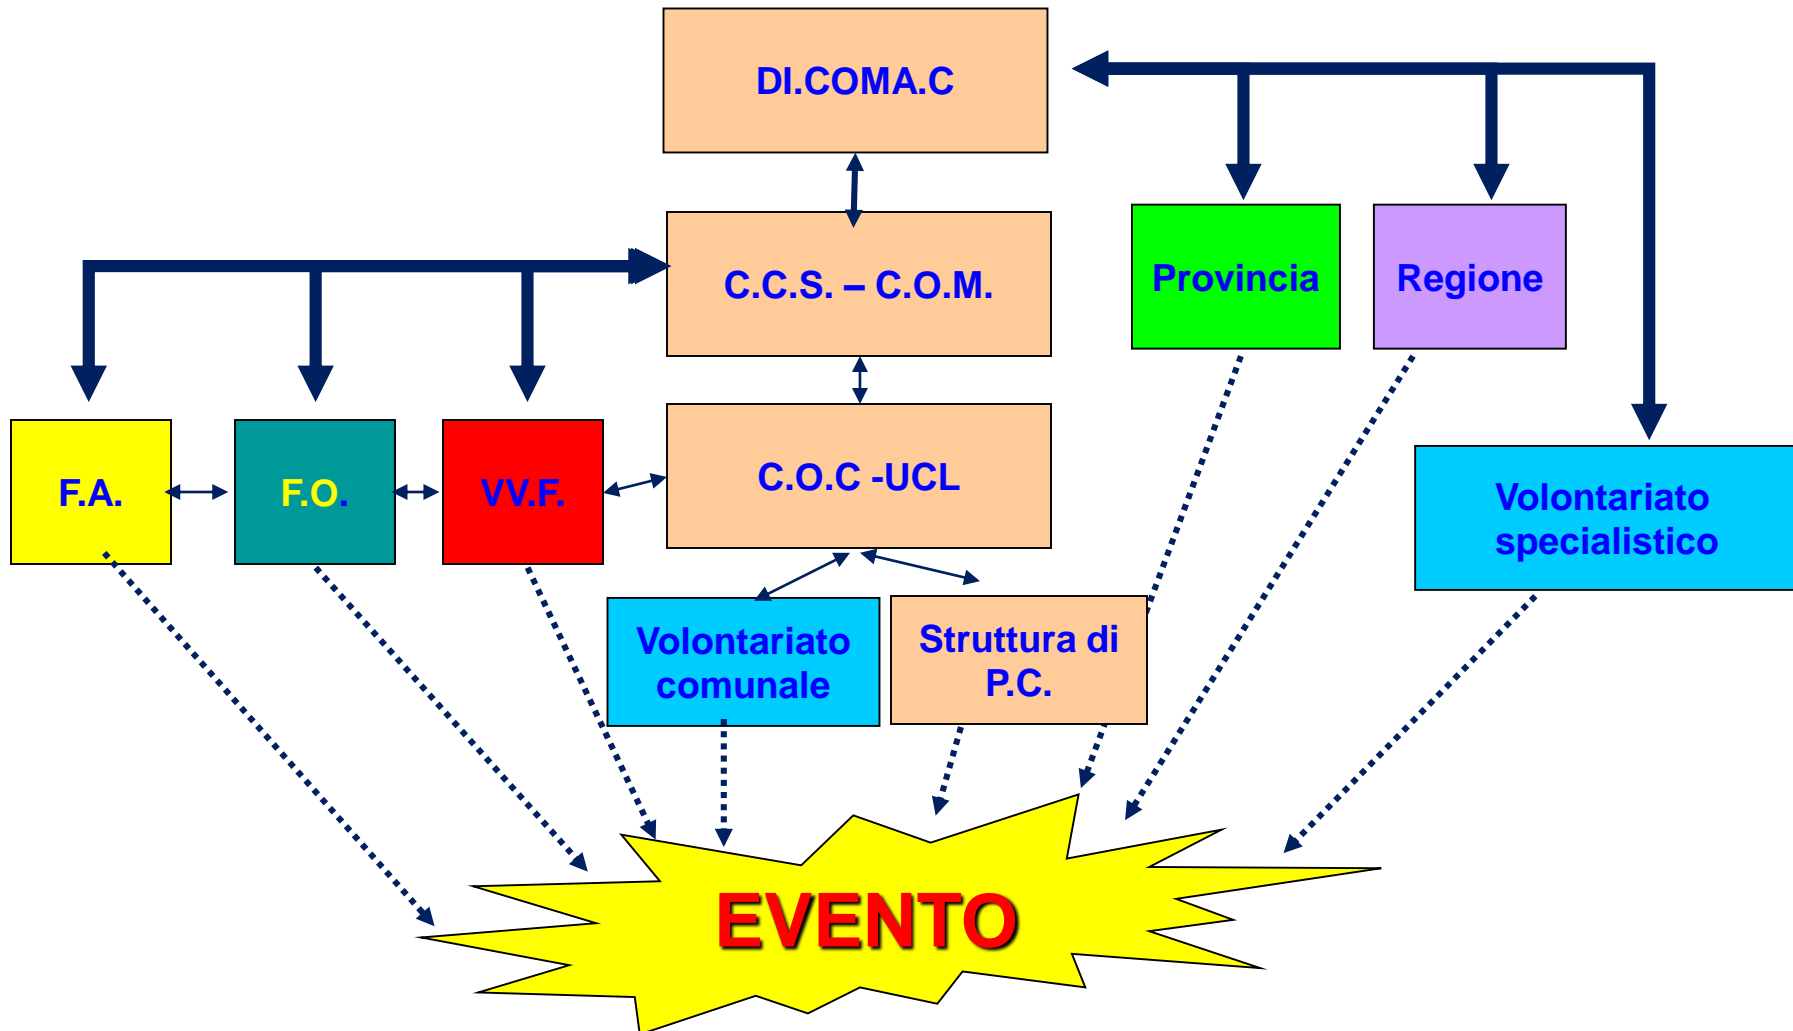 DI.COMA.C
C.C.S. – C.O.M.
Provincia
Regione
F.A.
F.O.
VV.F.
C.O.C -UCL
Volontariato
specialistico
Volontariato
comunale
Struttura di
P.C.
EVENTO